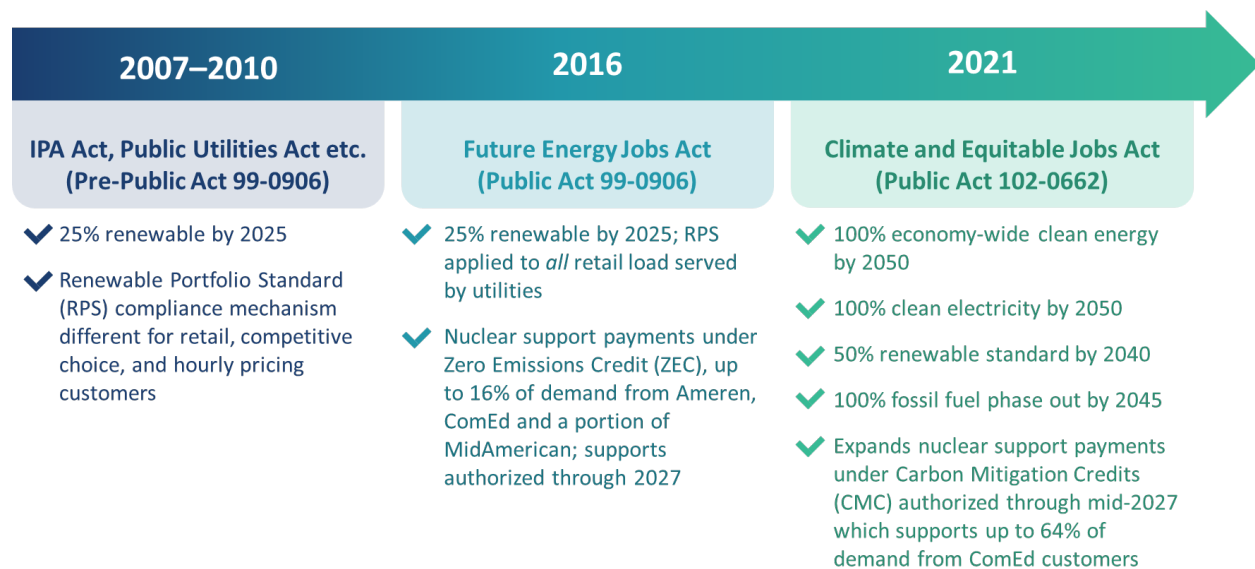 2007–2010
2016
2021
IPA Act, Public Utilities Act etc.
(Pre-Public Act 99-0906)
25% renewable by 2025
Renewable Portfolio Standard
(RPS) compliance mechanism
different for retail, competitive
choice, and hourly pricing
customers
Future Energy Jobs Act
(Public Act 99-0906)
25% renewable by 2025; RPS
applied to all retail load served
by utilities
Nuclear support payments under
Zero Emissions Credit (ZEC), up
to 16% of demand from Ameren,
ComEd and a portion of
MidAmerican; supports
authorized through 2027
Climate and Equitable Jobs Act
(Public Act 102-0662)
100% economy-wide clean energy
by 2050
100% clean electricity by 2050
50% renewable standard by 2040
100% fossil fuel phase out by 2045
Expands nuclear support payments
under Carbon Mitigation Credits
(CMC) authorized through mid-2027
which supports up to 64% of
demand from ComEd customers